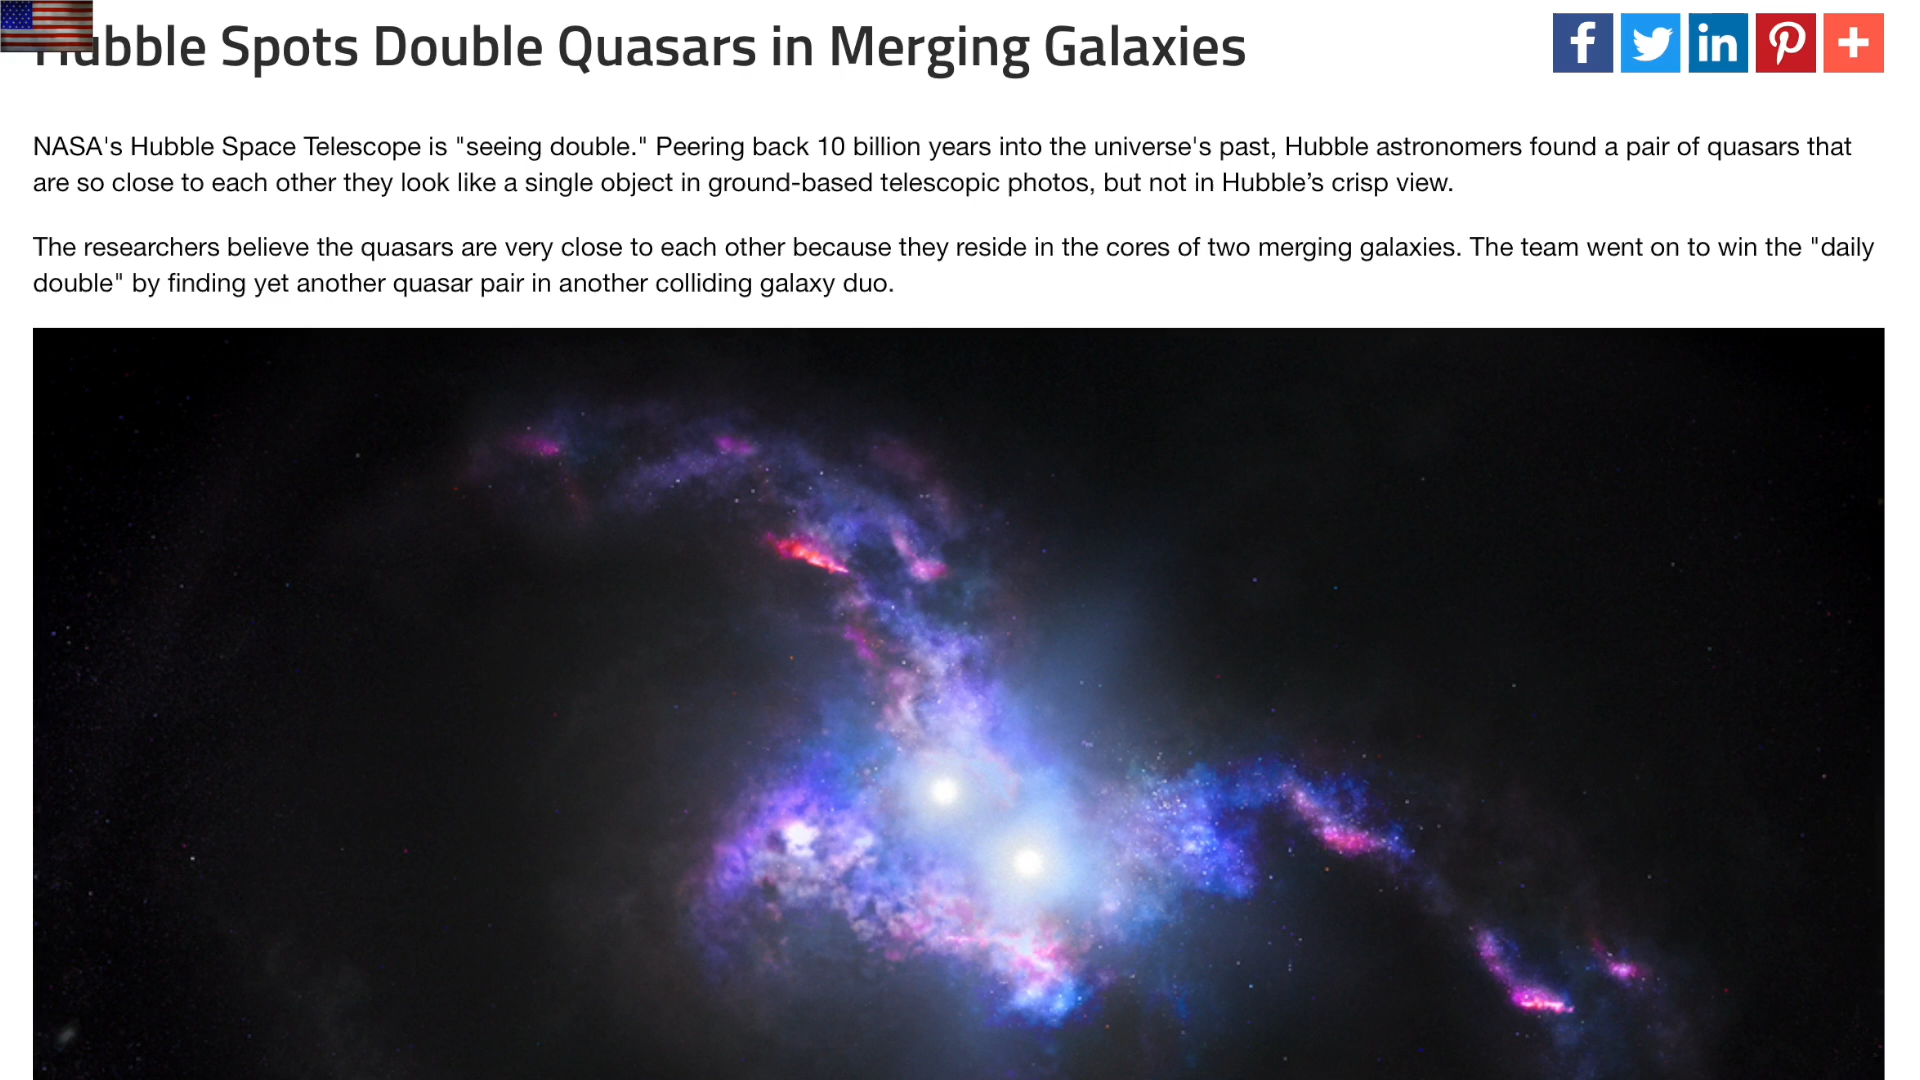 Hubble Spots Double Quasars in Merging Galaxies
NASA's Hubble Space Telescope is "seeing double." Peering back 10 billion years into the universe's past, Hubble astronomers found a pair of quasars that
are so close to each other they look like a single object in ground-based telescopic photos, but not in Hubble’s crisp view.
The researchers believe the quasars are very close to each other because they reside in the cores of two merging galaxies. The team went on to win the "daily
double" by finding yet another quasar pair in another colliding galaxy duo.